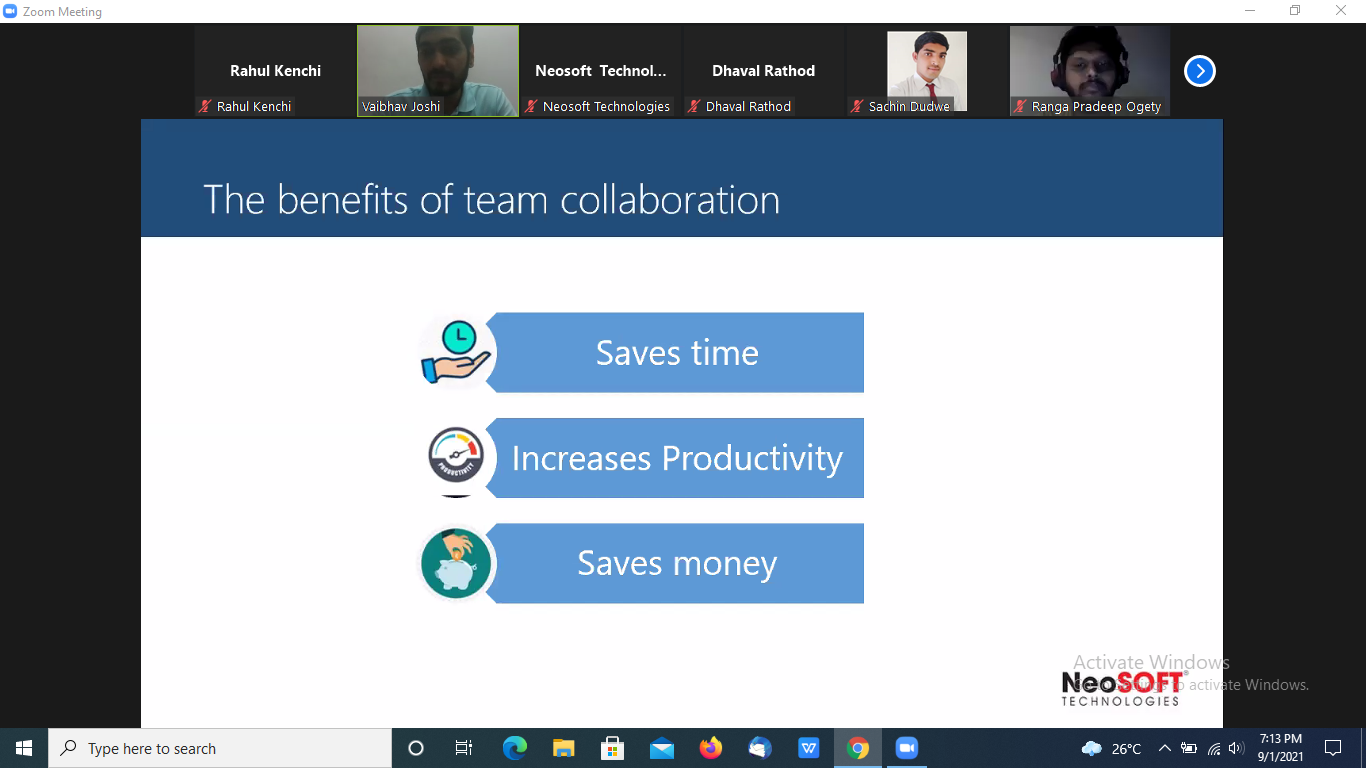 Zoom Meeting
Rahul Kenchi
Neosoft Technol...
Dhaval Rathod
Rahul Kenchi
Vaibhav Joshi
Neosoft Technologies
Dhaval Rathod
Sachin Dudwe
Ranga Pradeep Ogety
The benefits of team collaboration
Saves time
PRODUCTIVITY
Increases Productivity
Saves money
Activate Windows
Go to Settings to activate Windows.
NeoSOFT
TECHNOLOGIES
Type here to search
26°C
7:13 PM
9/1/2021